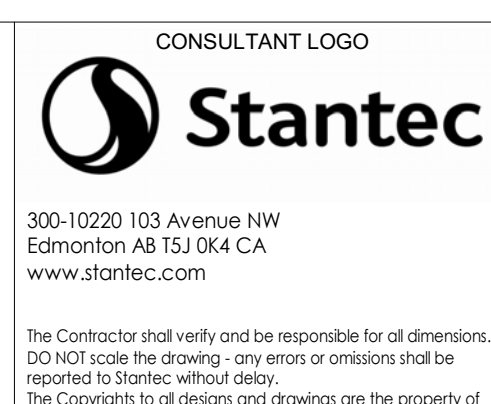 CONSULTANT LOGO
Stantec
300-10220 103 Avenue NW
Edmonton AB T5J 0K4 CA
www.stantec.com
The Contractor shall verify and be responsible for all dimensions.
DO NOT scale the drawing - any errors or omissions shall be
reported to Stantec without delay.
The Copyrights to all designs and drawings are the property of